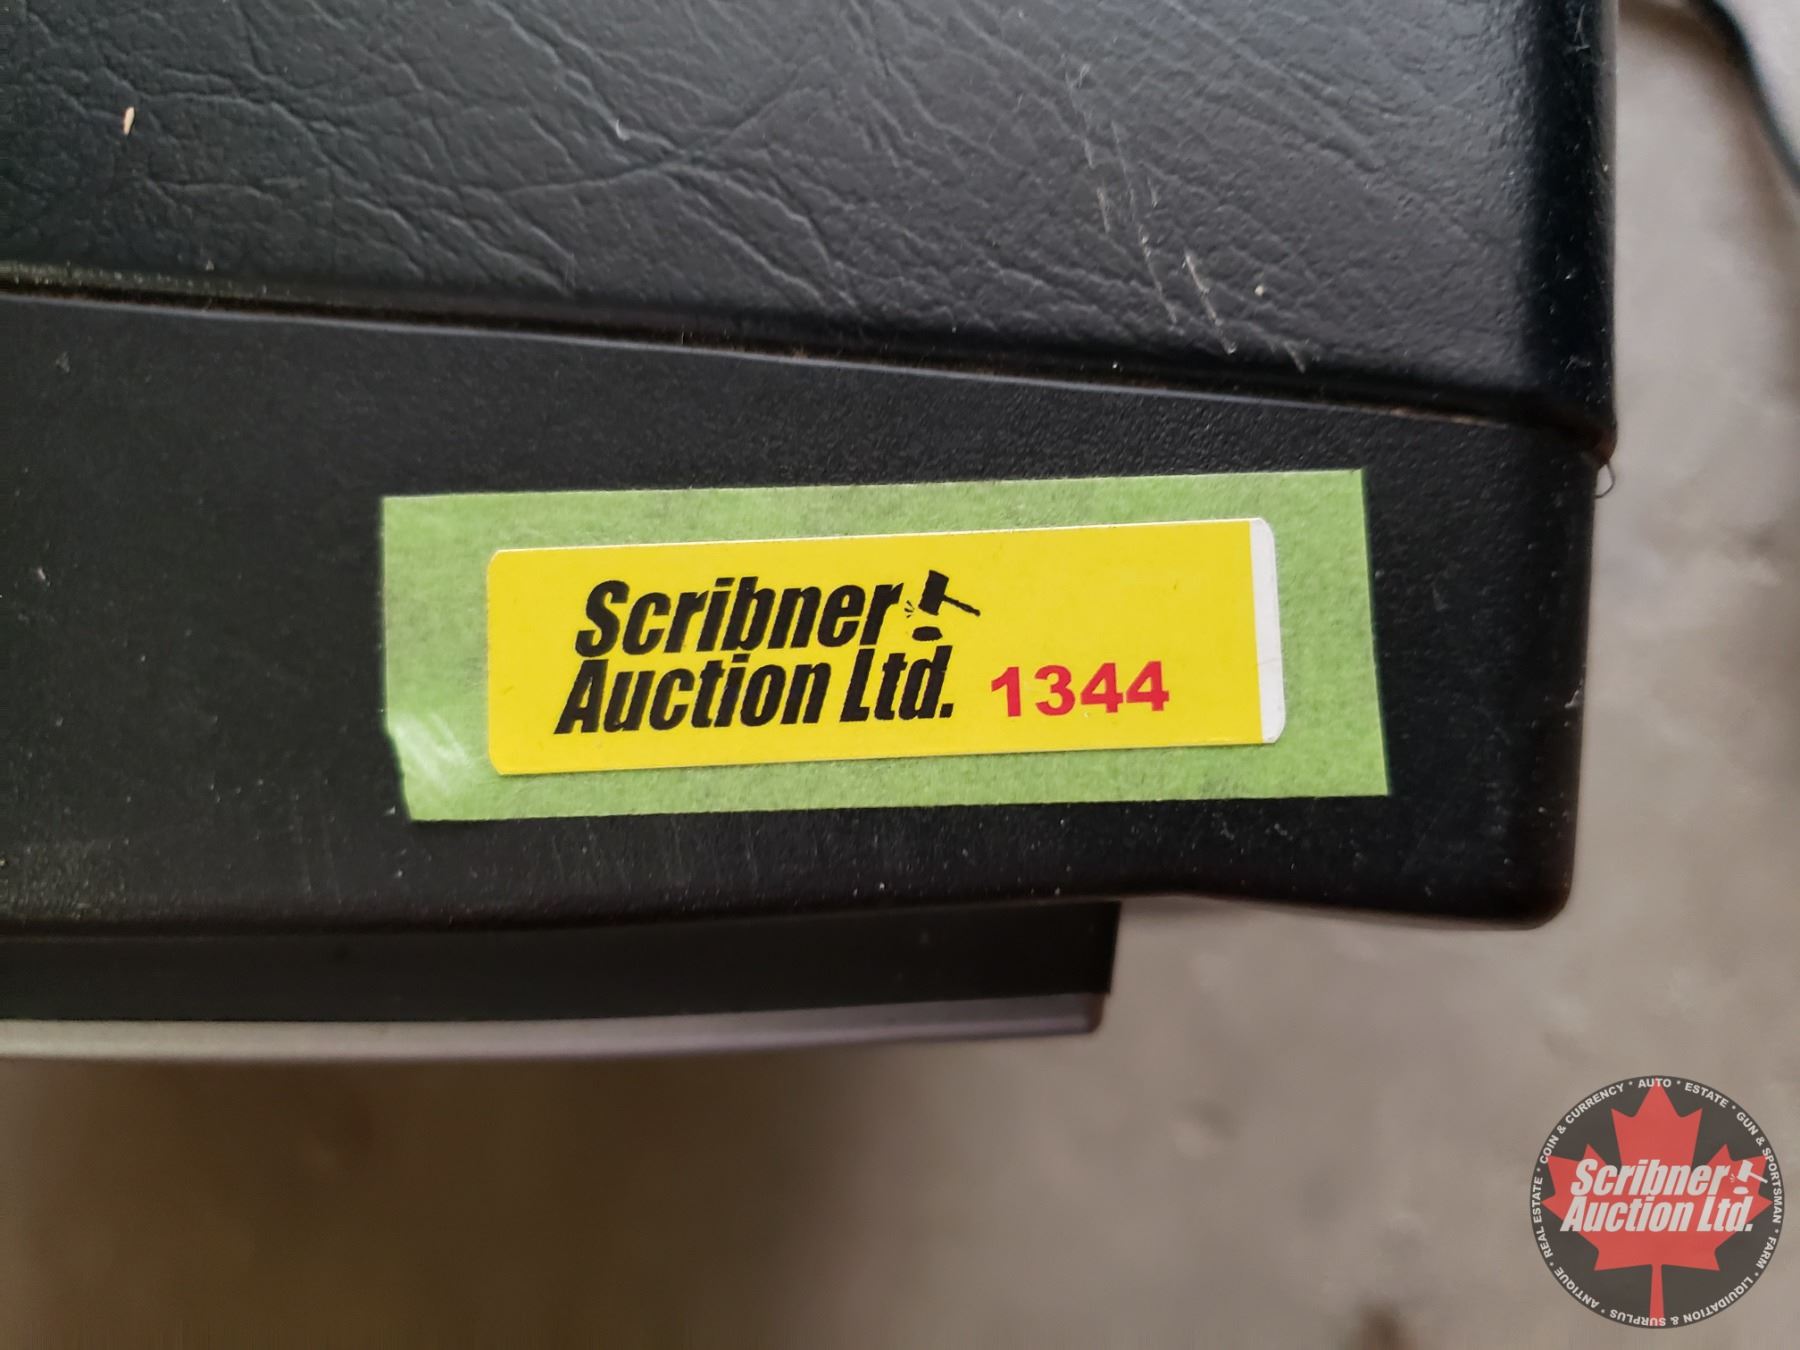 Scribner
Auction Ltd. 1344
COIN & CURRENCY • AUTO • ESTATE • GUN & SPORTSMAN • FARM • LIQUIDATION & SURPLUS • ANTIQUE • REAL ESTATE •
Scribner
Auction Ltd.